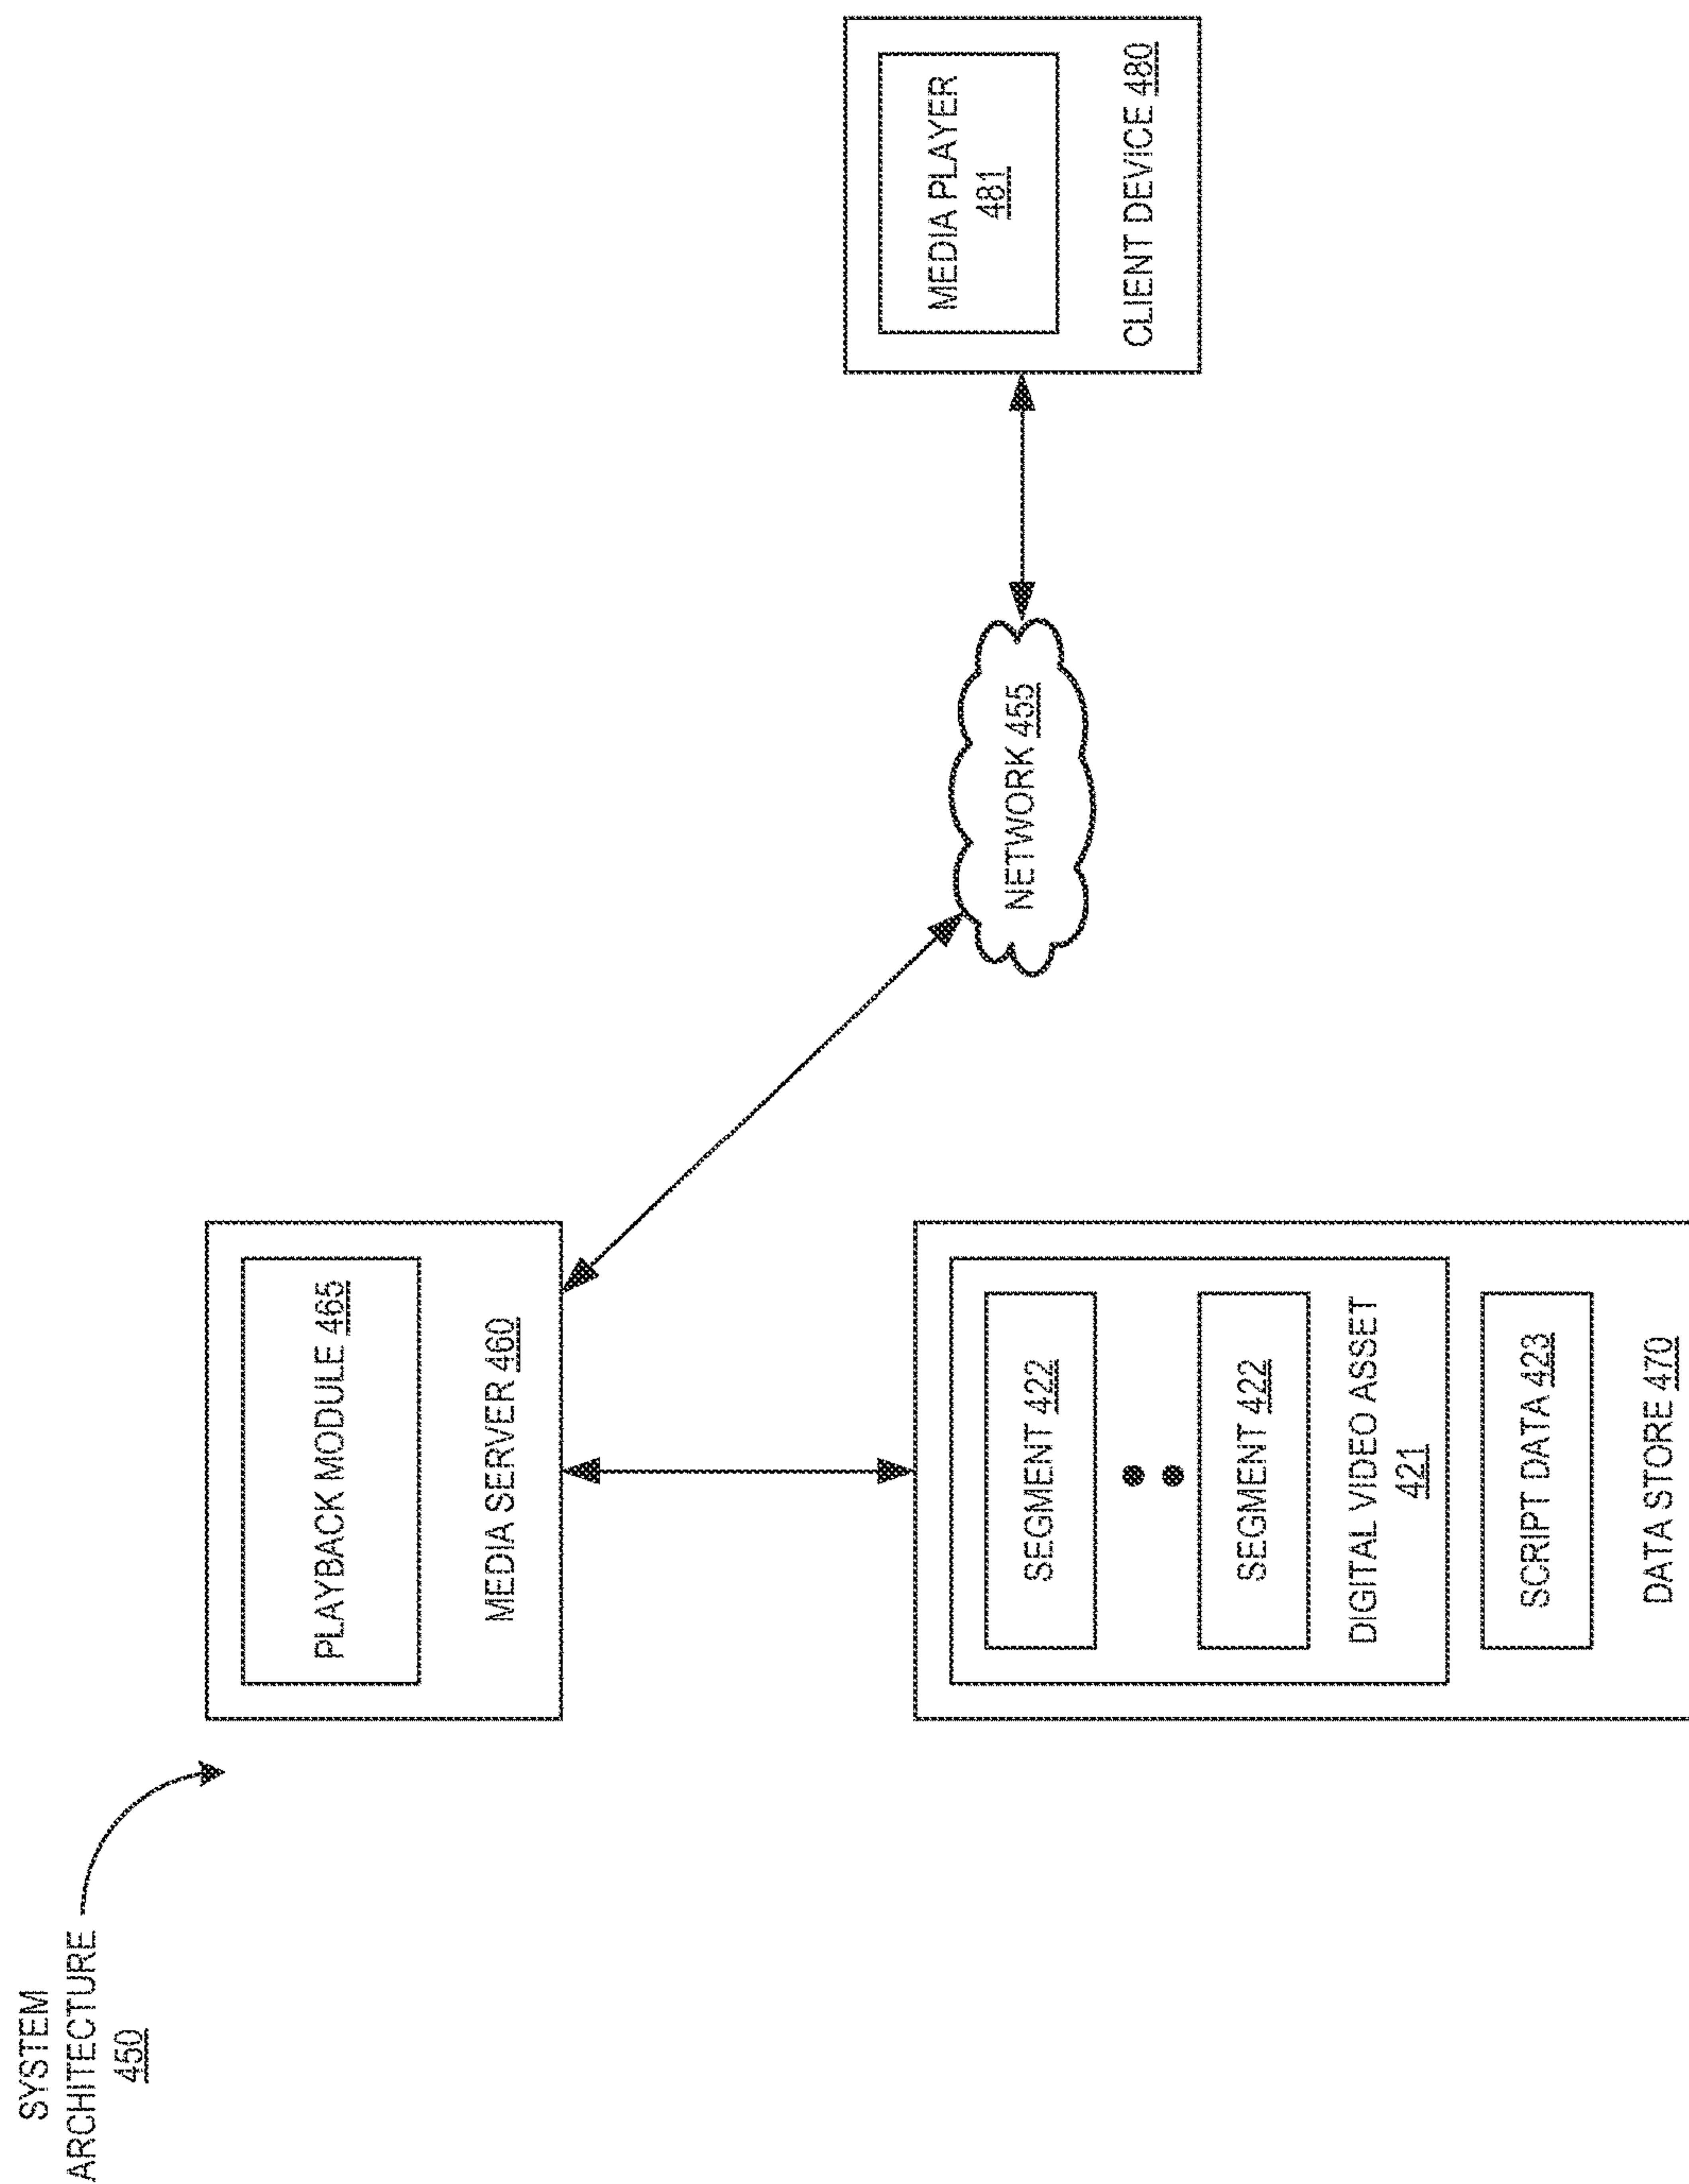 SYSTEM
ARCHITECTURE
450
PLAYBACK MODULE 465
MEDIA SERVER 460
SEGMENT 422
SEGMENT 422
DIGITAL VIDEO ASSET
421
SCRIPT DATA 423
DATA STORE 470
NETWORK 455
MEDIA PLAYER
481
CLIENT DEVICE 480